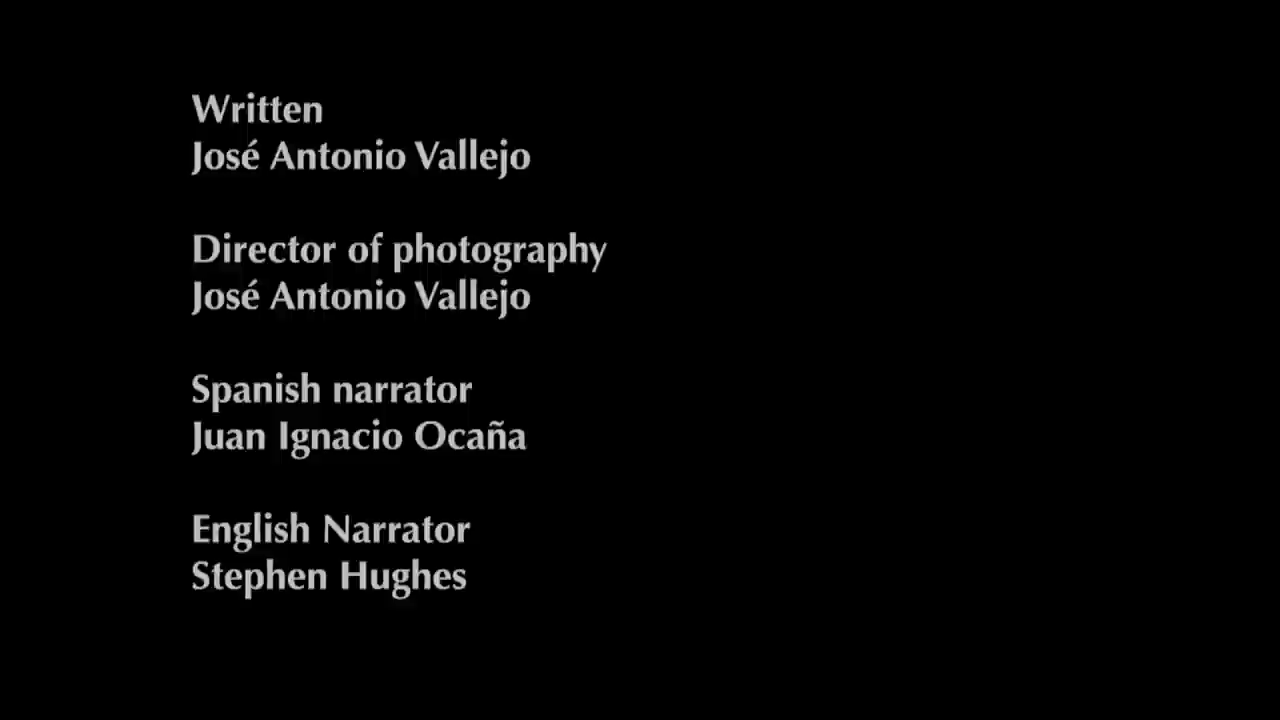 Written
José Antonio Vallejo
Director of photography
José Antonio Vallejo
Spanish narrator
Juan Ignacio Ocaña
English Narrator
Stephen Hughes